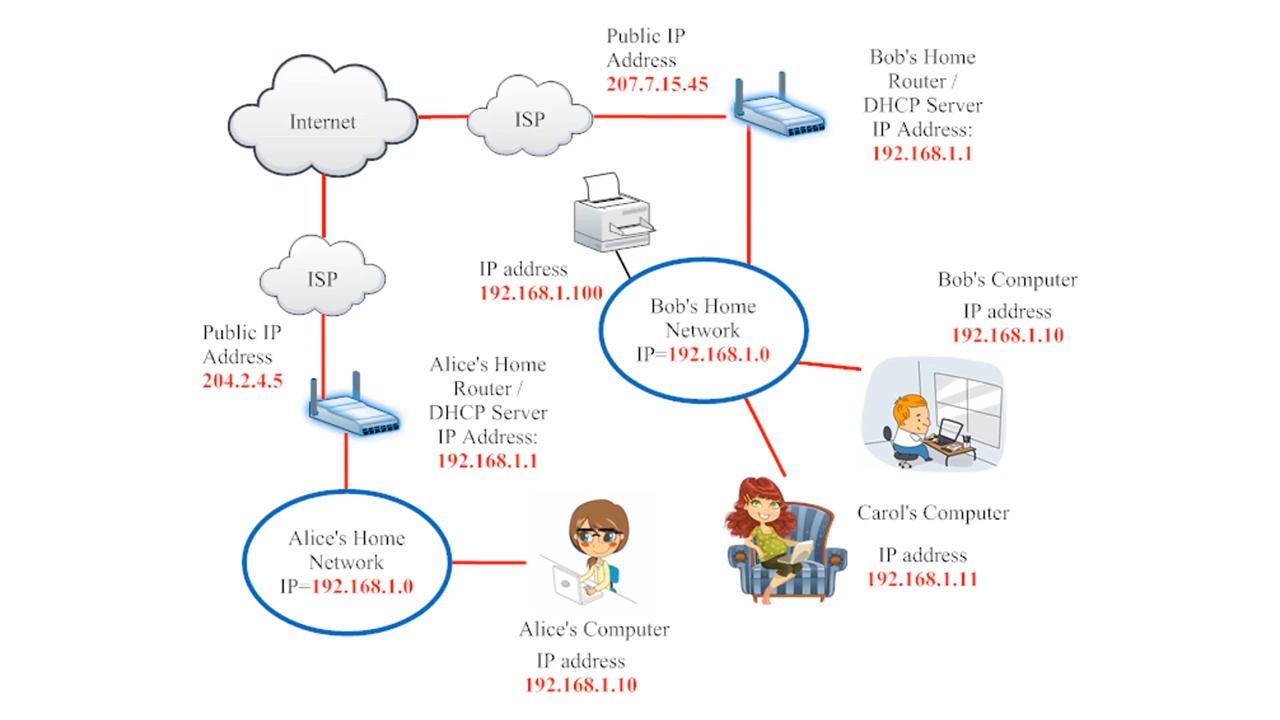 Public IP
Address
207.7.15.45
Bob's Home
Router /
DHCP Server
IP Address:
192.168.1.1
Internet
ISP
IP address
192.168.1.100
Bob's Home
Network
IP=192.168.1.0
Bob's Computer
IP address
192.168.1.10
ISP
Public IP
Address
204.2.4.5
Alice's Home
Router /
DHCP Server
IP Address:
192.168.1.1
Carol's Computer
IP address
192.168.1.11
Alice's Home
Network
IP=192.168.1.0
Alice's Computer
IP address
192.168.1.10